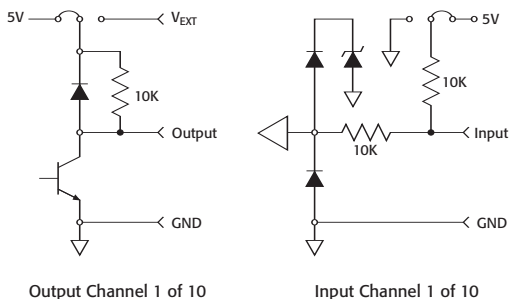 5V
V_EXT
10K
Output
GND
Output Channel 1 of 10
5V
10K
10K
Input
GND
Input Channel 1 of 10